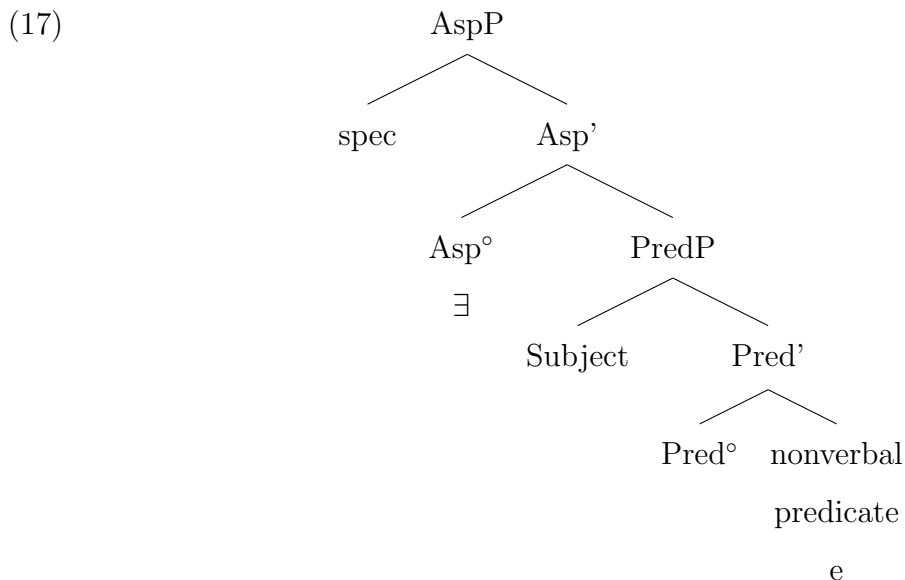 (17) AspP
spec Asp’
Asp° PredP
∃
Subject Pred’
Pred° nonverbal
predicate
e